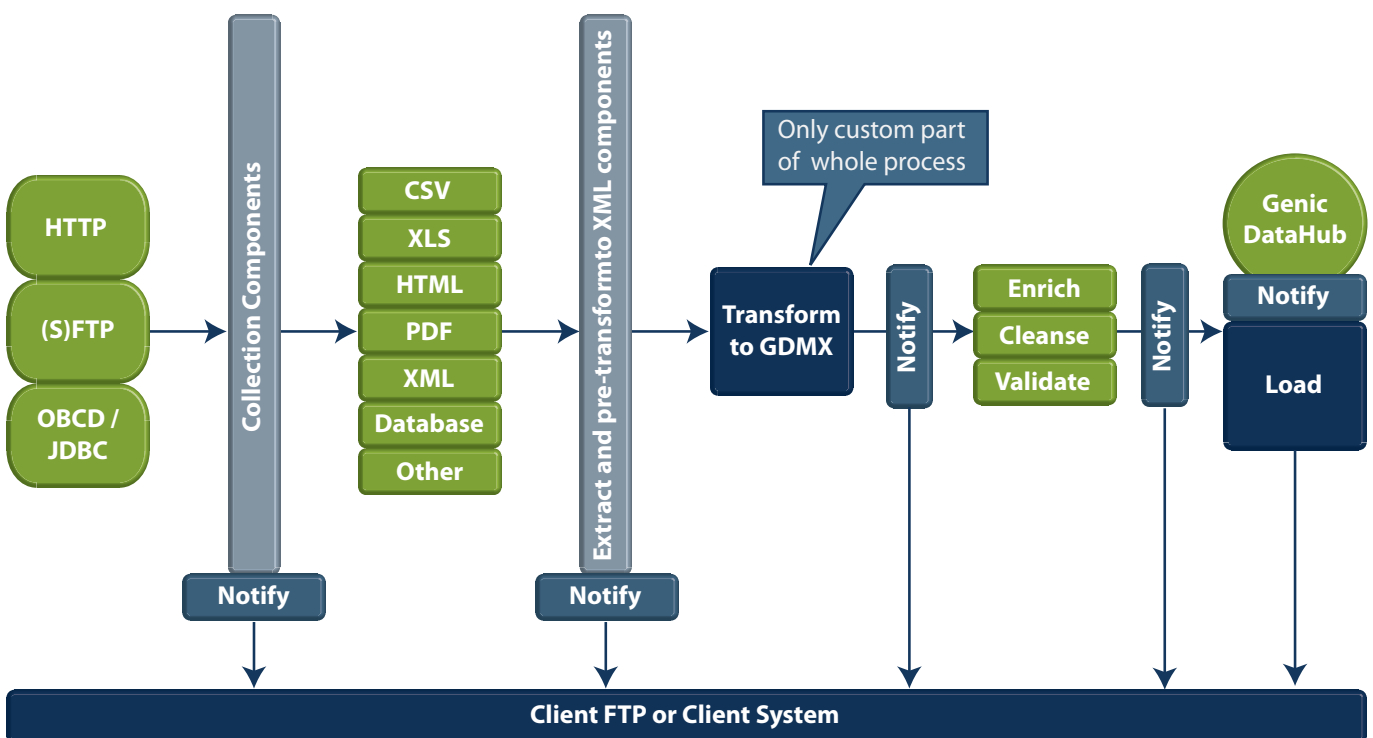 HTTP
(S)FTP
OBCD /
JDBC
Collection Components
Notify
CSV
XLS
HTML
PDF
XML
Database
Other
Extract and pre-transformto XML components
Notify
Only custom part
of whole process
Transform
to GDMX
Notify
Enrich
Cleanse
Validate
Notify
Genic
DataHub
Notify
Load
Client FTP or Client System